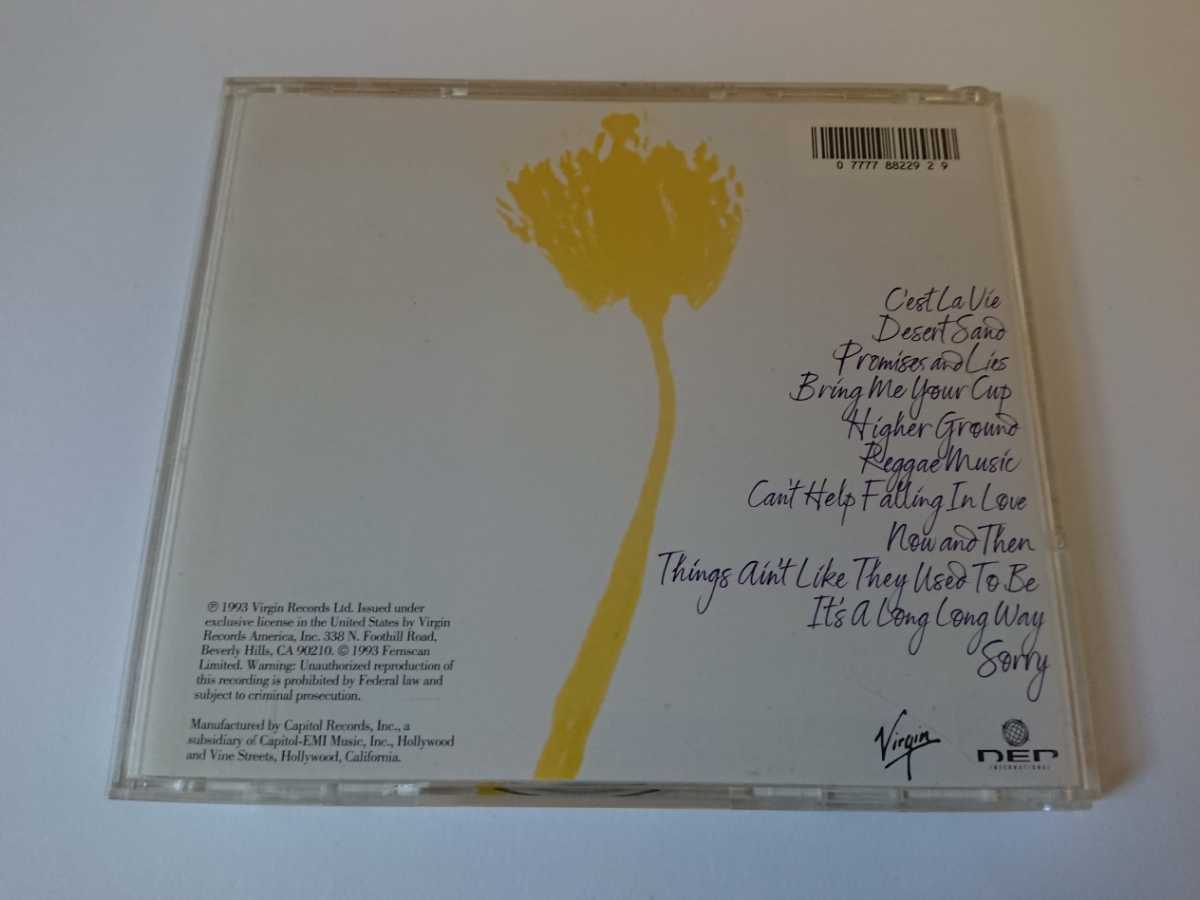 0 7777 88229 2 9
C'est La Vie
Desert Sand
Promises and Lies
Bring Me Your Cup
Higher Ground
Reggae Music
Can't Help Falling In Love
Now and Then
Things Ain't Like They Used To Be
It's A Long Long Way
Sorry
℗ 1993 Virgin Records Ltd. Issued under
exclusive license in the United States by Virgin
Records America, Inc. 338 N. Foothill Road,
Beverly Hills, CA 90210. © 1993 Fernscan
Limited. Warning: Unauthorized reproduction of
this recording is prohibited by Federal law and
subject to criminal prosecution.
Manufactured by Capitol Records, Inc., a
subsidiary of Capitol-EMI Music, Inc., Hollywood
and Vine Streets, Hollywood, California.
Virgin
DEP
INTERNATIONAL